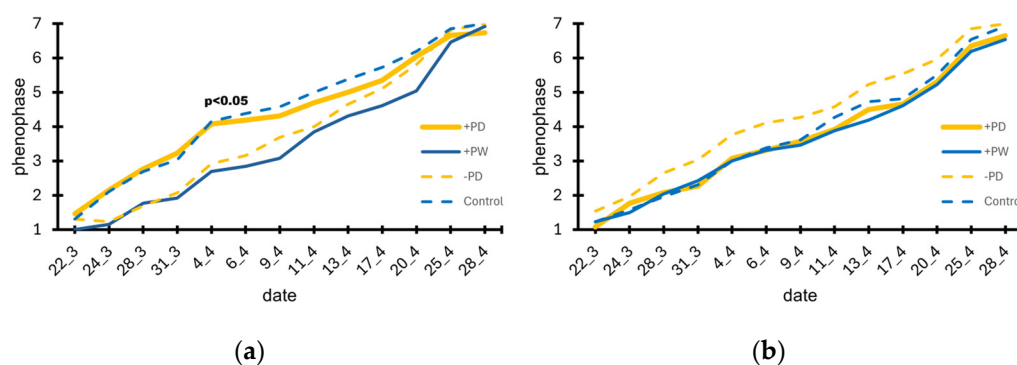 7
6
5
4
3
2
1
phenophase
p<0.05
+PD
+PW
-PD
Control
22_3
24_3
28_3
31_3
4_4
6_4
9_4
11_4
13_4
17_4
20_4
25_4
28_4
date
(a)
7
6
5
4
3
2
1
phenophase
+PD
+PW
-PD
Control
22_3
24_3
28_3
31_3
4_4
6_4
9_4
11_4
13_4
17_4
20_4
25_4
28_4
date
(b)